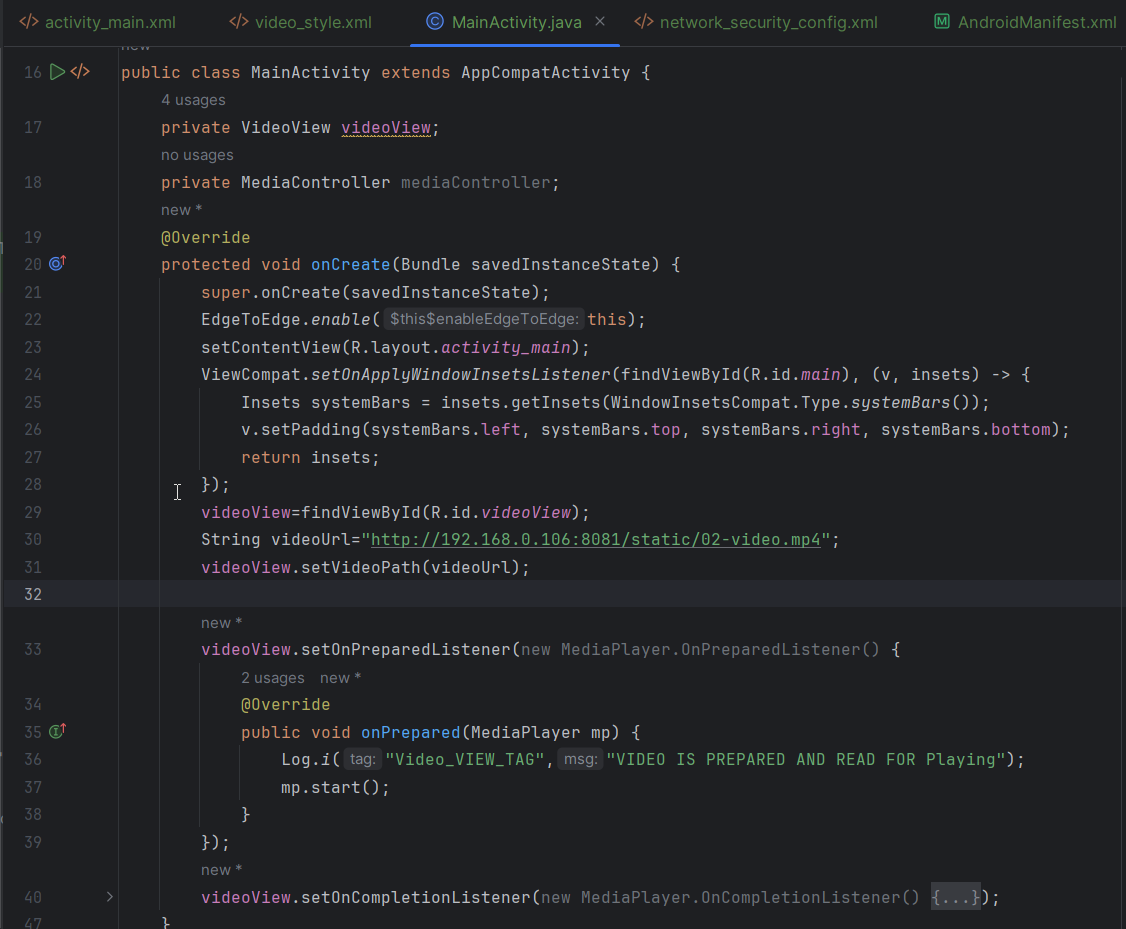 </> activity_main.xml </> video_style.xml C MainActivity.java × </> network_security_config.xml M AndroidManifest.xml
new *
16 </> public class MainActivity extends AppCompatActivity {
4 usages
17 private VideoView videoView;
no usages
18 private MediaController mediaController;
new *
19 @Override
20 protected void onCreate(Bundle savedInstanceState) {
21 super.onCreate(savedInstanceState);
22 EdgeToEdge.enable( $this$enableEdgeToEdge: this);
23 setContentView(R.layout.activity_main);
24 ViewCompat.setOnApplyWindowInsetsListener(findViewById(R.id.main), (v, insets) -> {
25 Insets systemBars = insets.getInsets(WindowInsetsCompat.Type.systemBars());
26 v.setPadding(systemBars.left, systemBars.top, systemBars.right, systemBars.bottom);
27 return insets;
28 });
29 videoView=findViewById(R.id.videoView);
30 String videoUrl="http://192.168.0.106:8081/static/02-video.mp4";
31 videoView.setVideoPath(videoUrl);
32
new *
33 videoView.setOnPreparedListener(new MediaPlayer.OnPreparedListener() {
2 usages new *
34 @Override
35 public void onPrepared(MediaPlayer mp) {
36 Log.i( tag: "Video_VIEW_TAG", msg: "VIDEO IS PREPARED AND READ FOR Playing");
37 mp.start();
38 }
39 });
new *
40 videoView.setOnCompletionListener(new MediaPlayer.OnCompletionListener() {...});
47 }